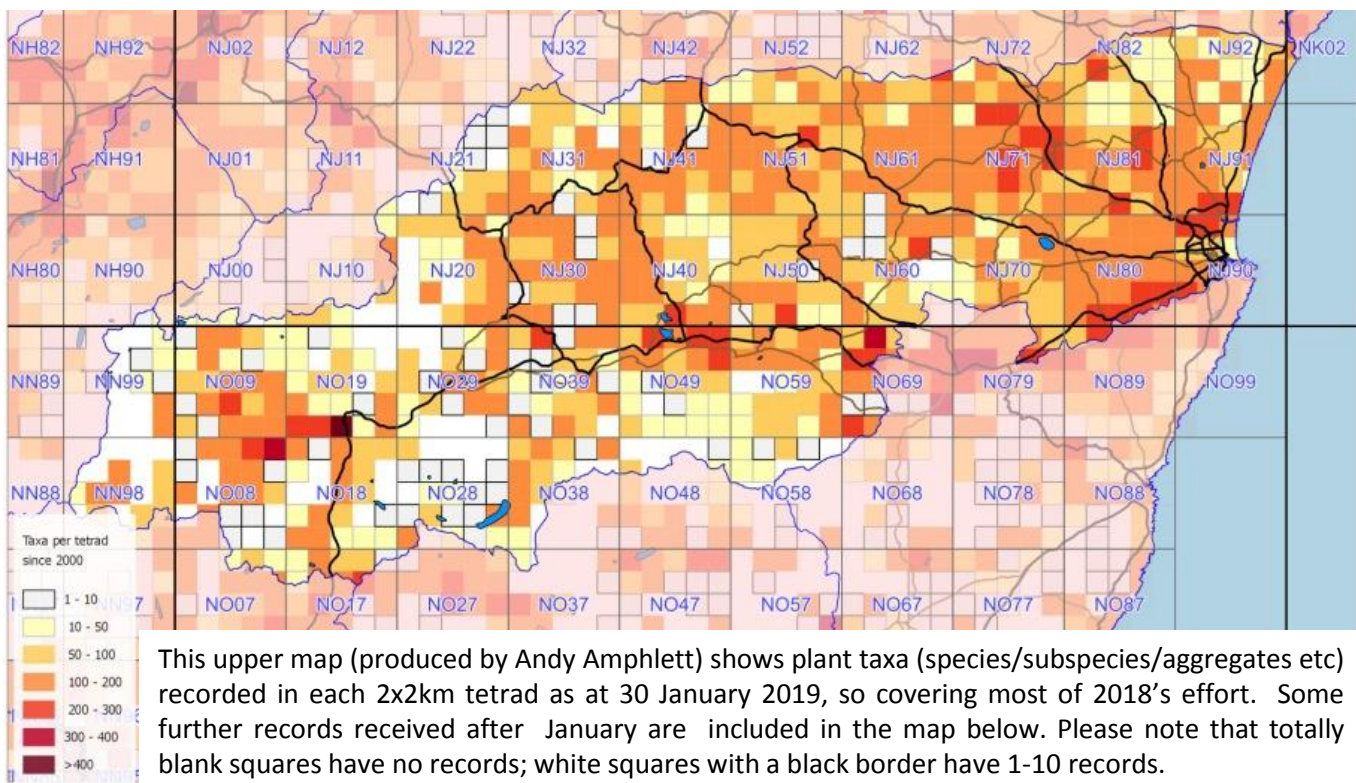 NH82 NH92 NJ02 NJ12 NJ22 NJ32 NJ42 NJ52 NJ62 NJ72 NJ82 NJ92 NK02
NH81 NH91 NJ01 NJ11 NJ21 NJ31 NJ41 NJ51 NJ61 NJ71 NJ81 NJ91
NH80 NH90 NJ00 NJ10 NJ20 NJ30 NJ40 NJ50 NJ60 NJ70 NJ80 NJ90
NN89 NN99 NO09 NO19 NO29 NO39 NO49 NO59 NO69 NO79 NO89 NO99
NN88 NN98 NO08 NO18 NO28 NO38 NO48 NO58 NO68 NO78 NO88
NO07 NO17 NO27 NO37 NO47 NO57 NO67 NO77 NO87
Taxa per tetrad
since 2000
1 - 10
10 - 50
50 - 100
100 - 200
200 - 300
300 - 400
>400
This upper map (produced by Andy Amphlett) shows plant taxa (species/subspecies/aggregates etc)
recorded in each 2x2km tetrad as at 30 January 2019, so covering most of 2018’s effort. Some
further records received after January are included in the map below. Please note that totally
blank squares have no records; white squares with a black border have 1-10 records.